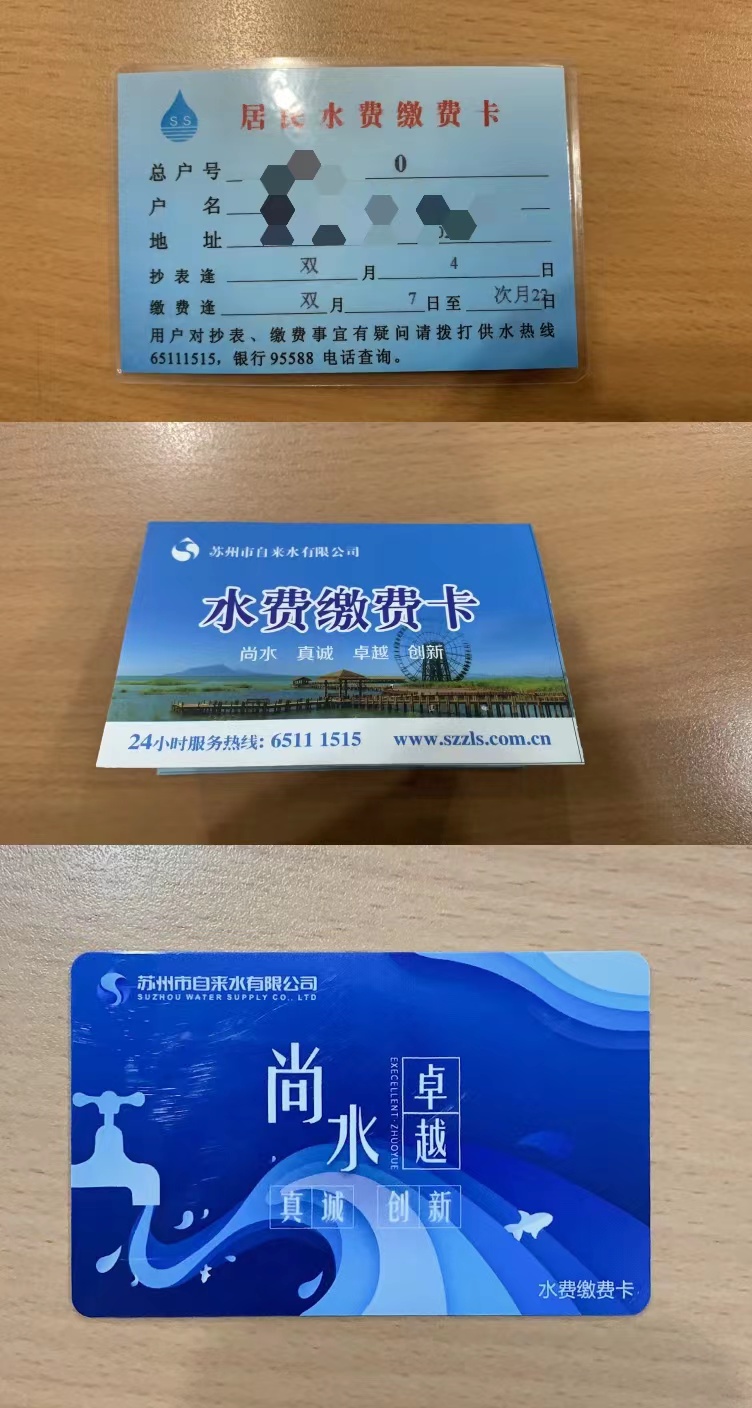 SS
居民水费缴费卡
总户号 0
户名
地址
抄表逢 双 月 4 日
缴费逢 双 月 7 日至 次月22日
用户对抄表、缴费事宜有疑问请拨打供水热线
65111515，银行95588 电话查询。
苏州市自来水有限公司
水费缴费卡
尚水 真诚 卓越 创新
24小时服务热线: 6511 1515 www.szzls.com.cn
苏州市自来水有限公司
SUZHOU WATER SUPPLY CO., LTD
尚水
卓越
EXECELLENT·ZHUOYUE
真诚 创新
水费缴费卡